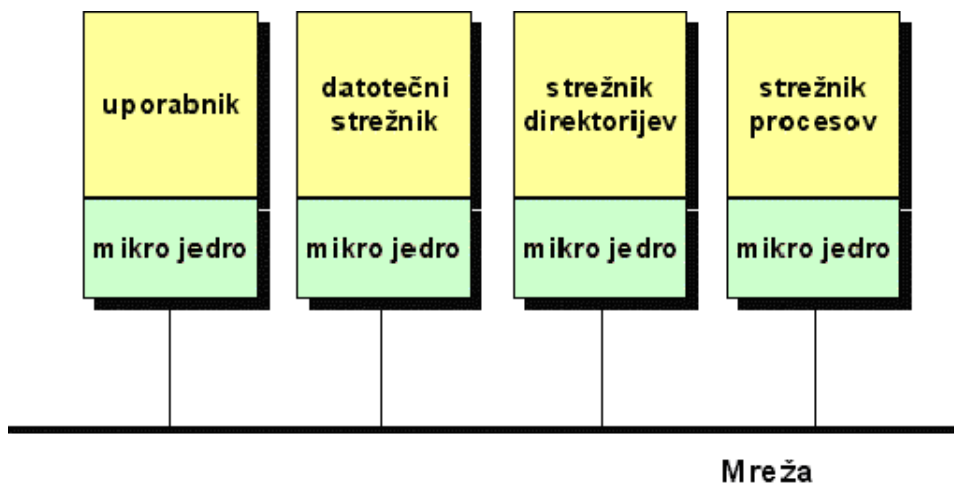 uporabnik
datotečni
strežnik
strežnik
direktorijev
strežnik
procesov
mikro jedro
mikro jedro
mikro jedro
mikro jedro
Mreža